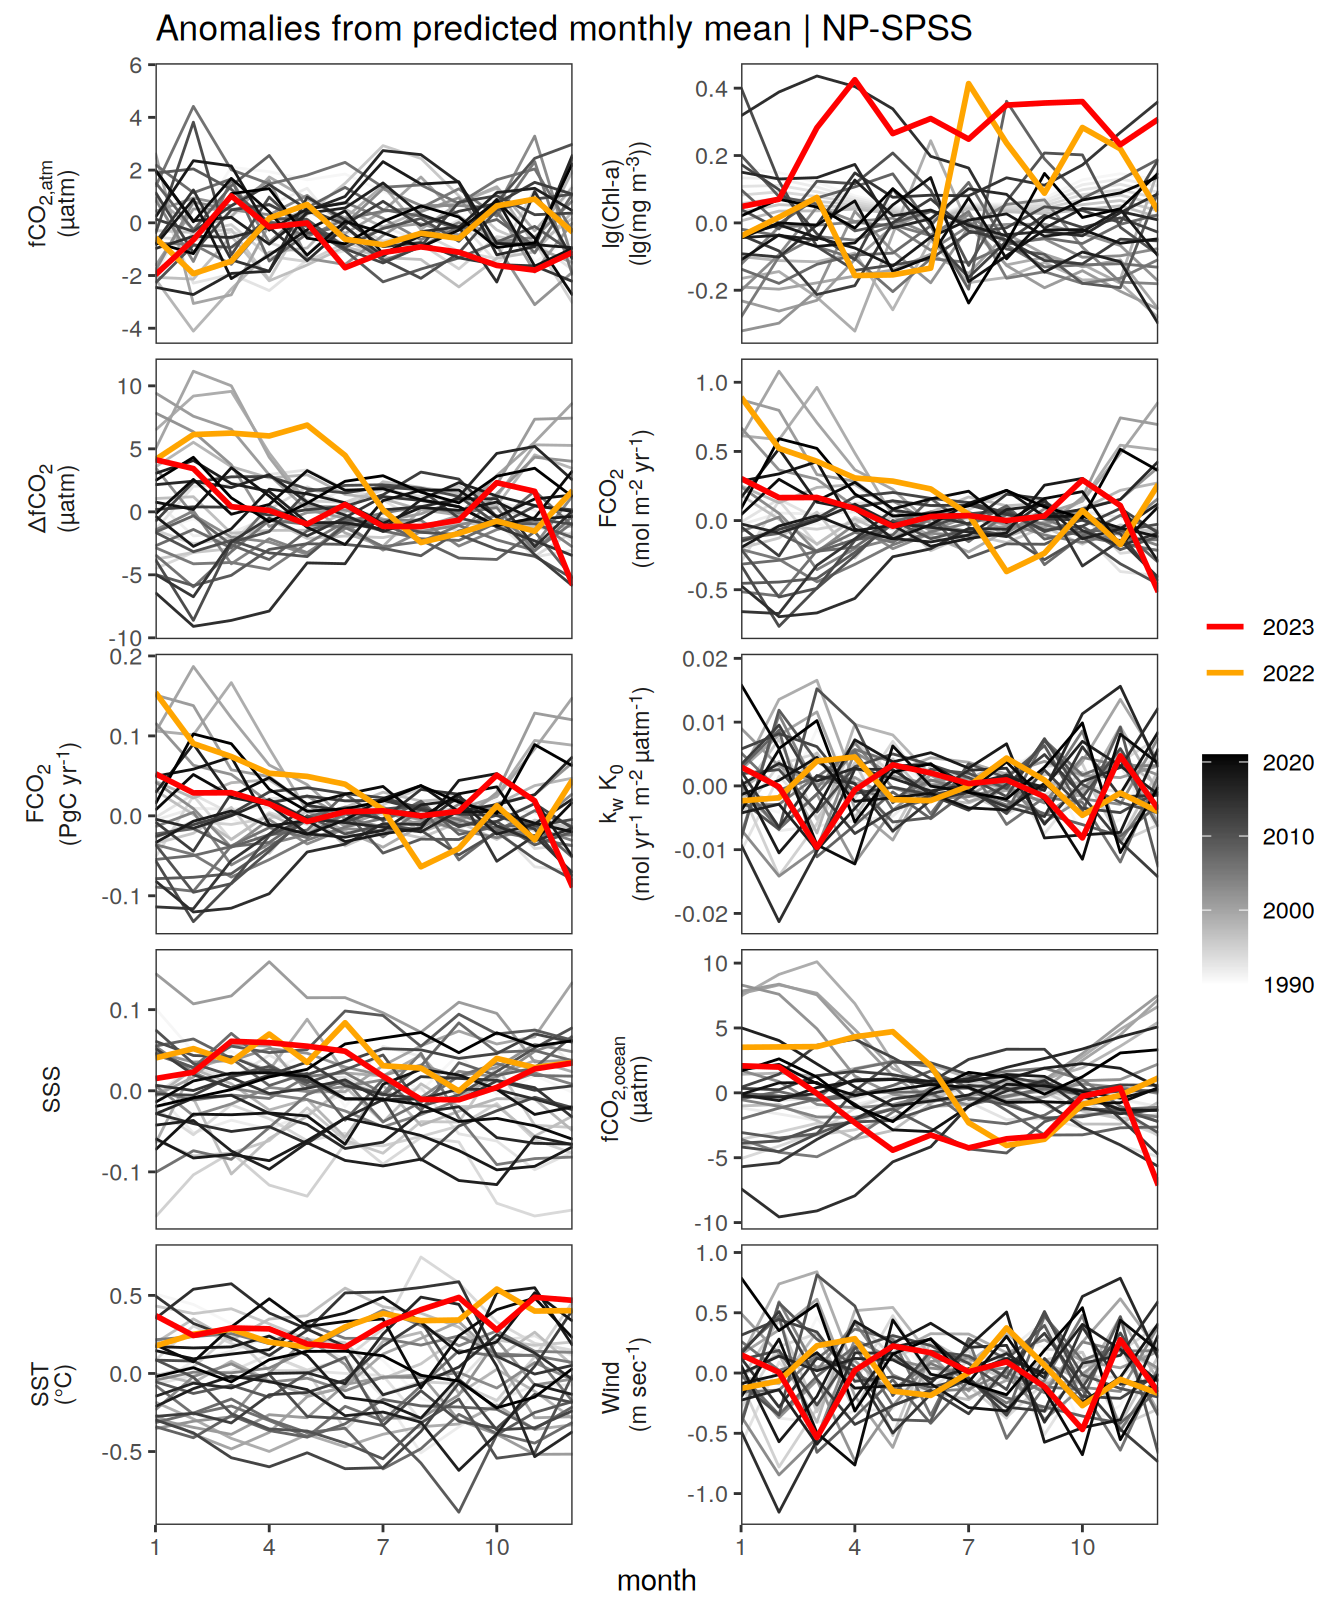 Anomalies from predicted monthly mean | NP-SPSS
fCO2,atm
(µatm)
6
4
2
0
-2
-4
lg(Chl-a)
(lg(mg m-3))
0.4
0.2
0.0
-0.2
ΔfCO2
(µatm)
10
5
0
-5
-10
FCO2
(mol m-2 yr-1)
1.0
0.5
0.0
-0.5
FCO2
(PgC yr-1)
0.2
0.1
0.0
-0.1
kw K0
(mol yr-1 m-2 µatm-1)
0.02
0.01
0.00
-0.01
-0.02
SSS
0.1
0.0
-0.1
fCO2,ocean
(µatm)
10
5
0
-5
-10
SST
(°C)
0.5
0.0
-0.5
Wind
(m sec-1)
1.0
0.5
0.0
-0.5
-1.0
1 4 7 10
1 4 7 10
month
2023
2022
2020
2010
2000
1990